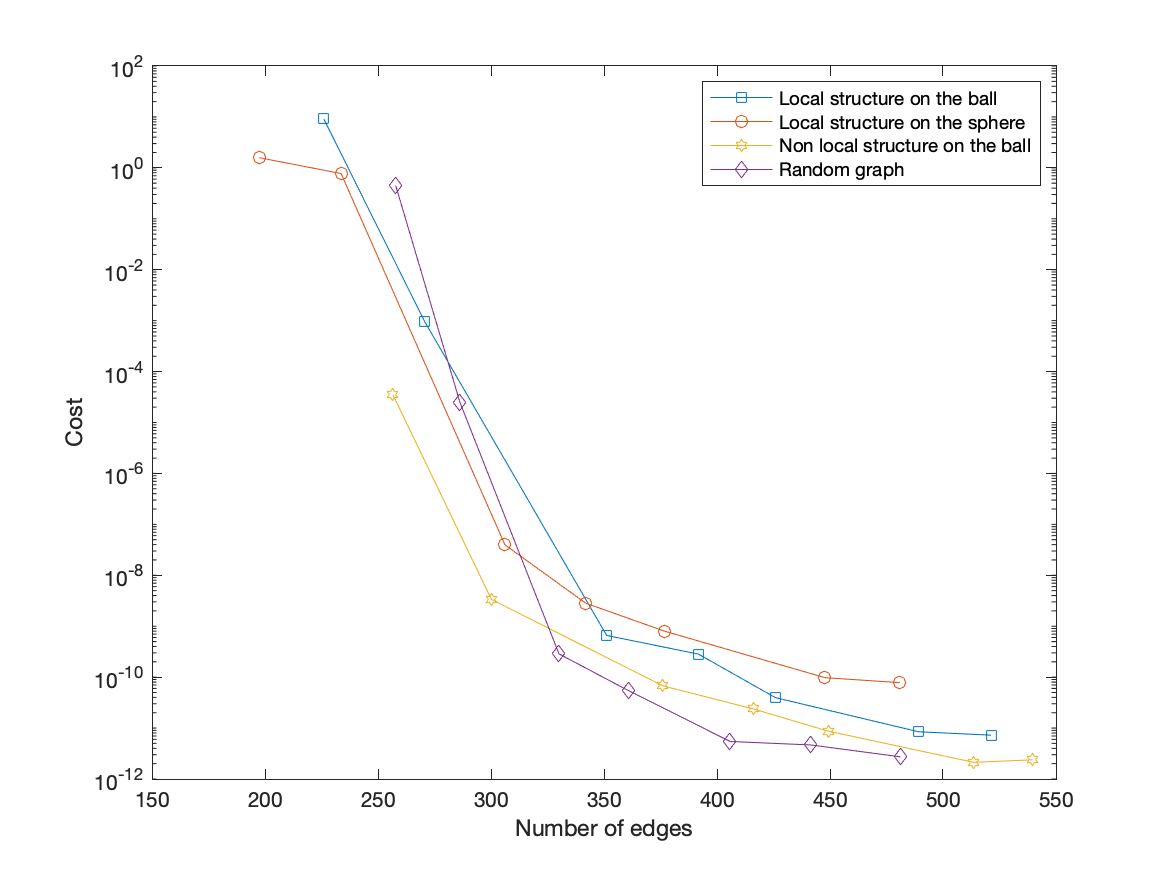 10^2
10^0
10^-2
10^-4
10^-6
10^-8
10^-10
10^-12
Cost
Local structure on the ball
Local structure on the sphere
Non local structure on the ball
Random graph
150 200 250 300 350 400 450 500 550
Number of edges